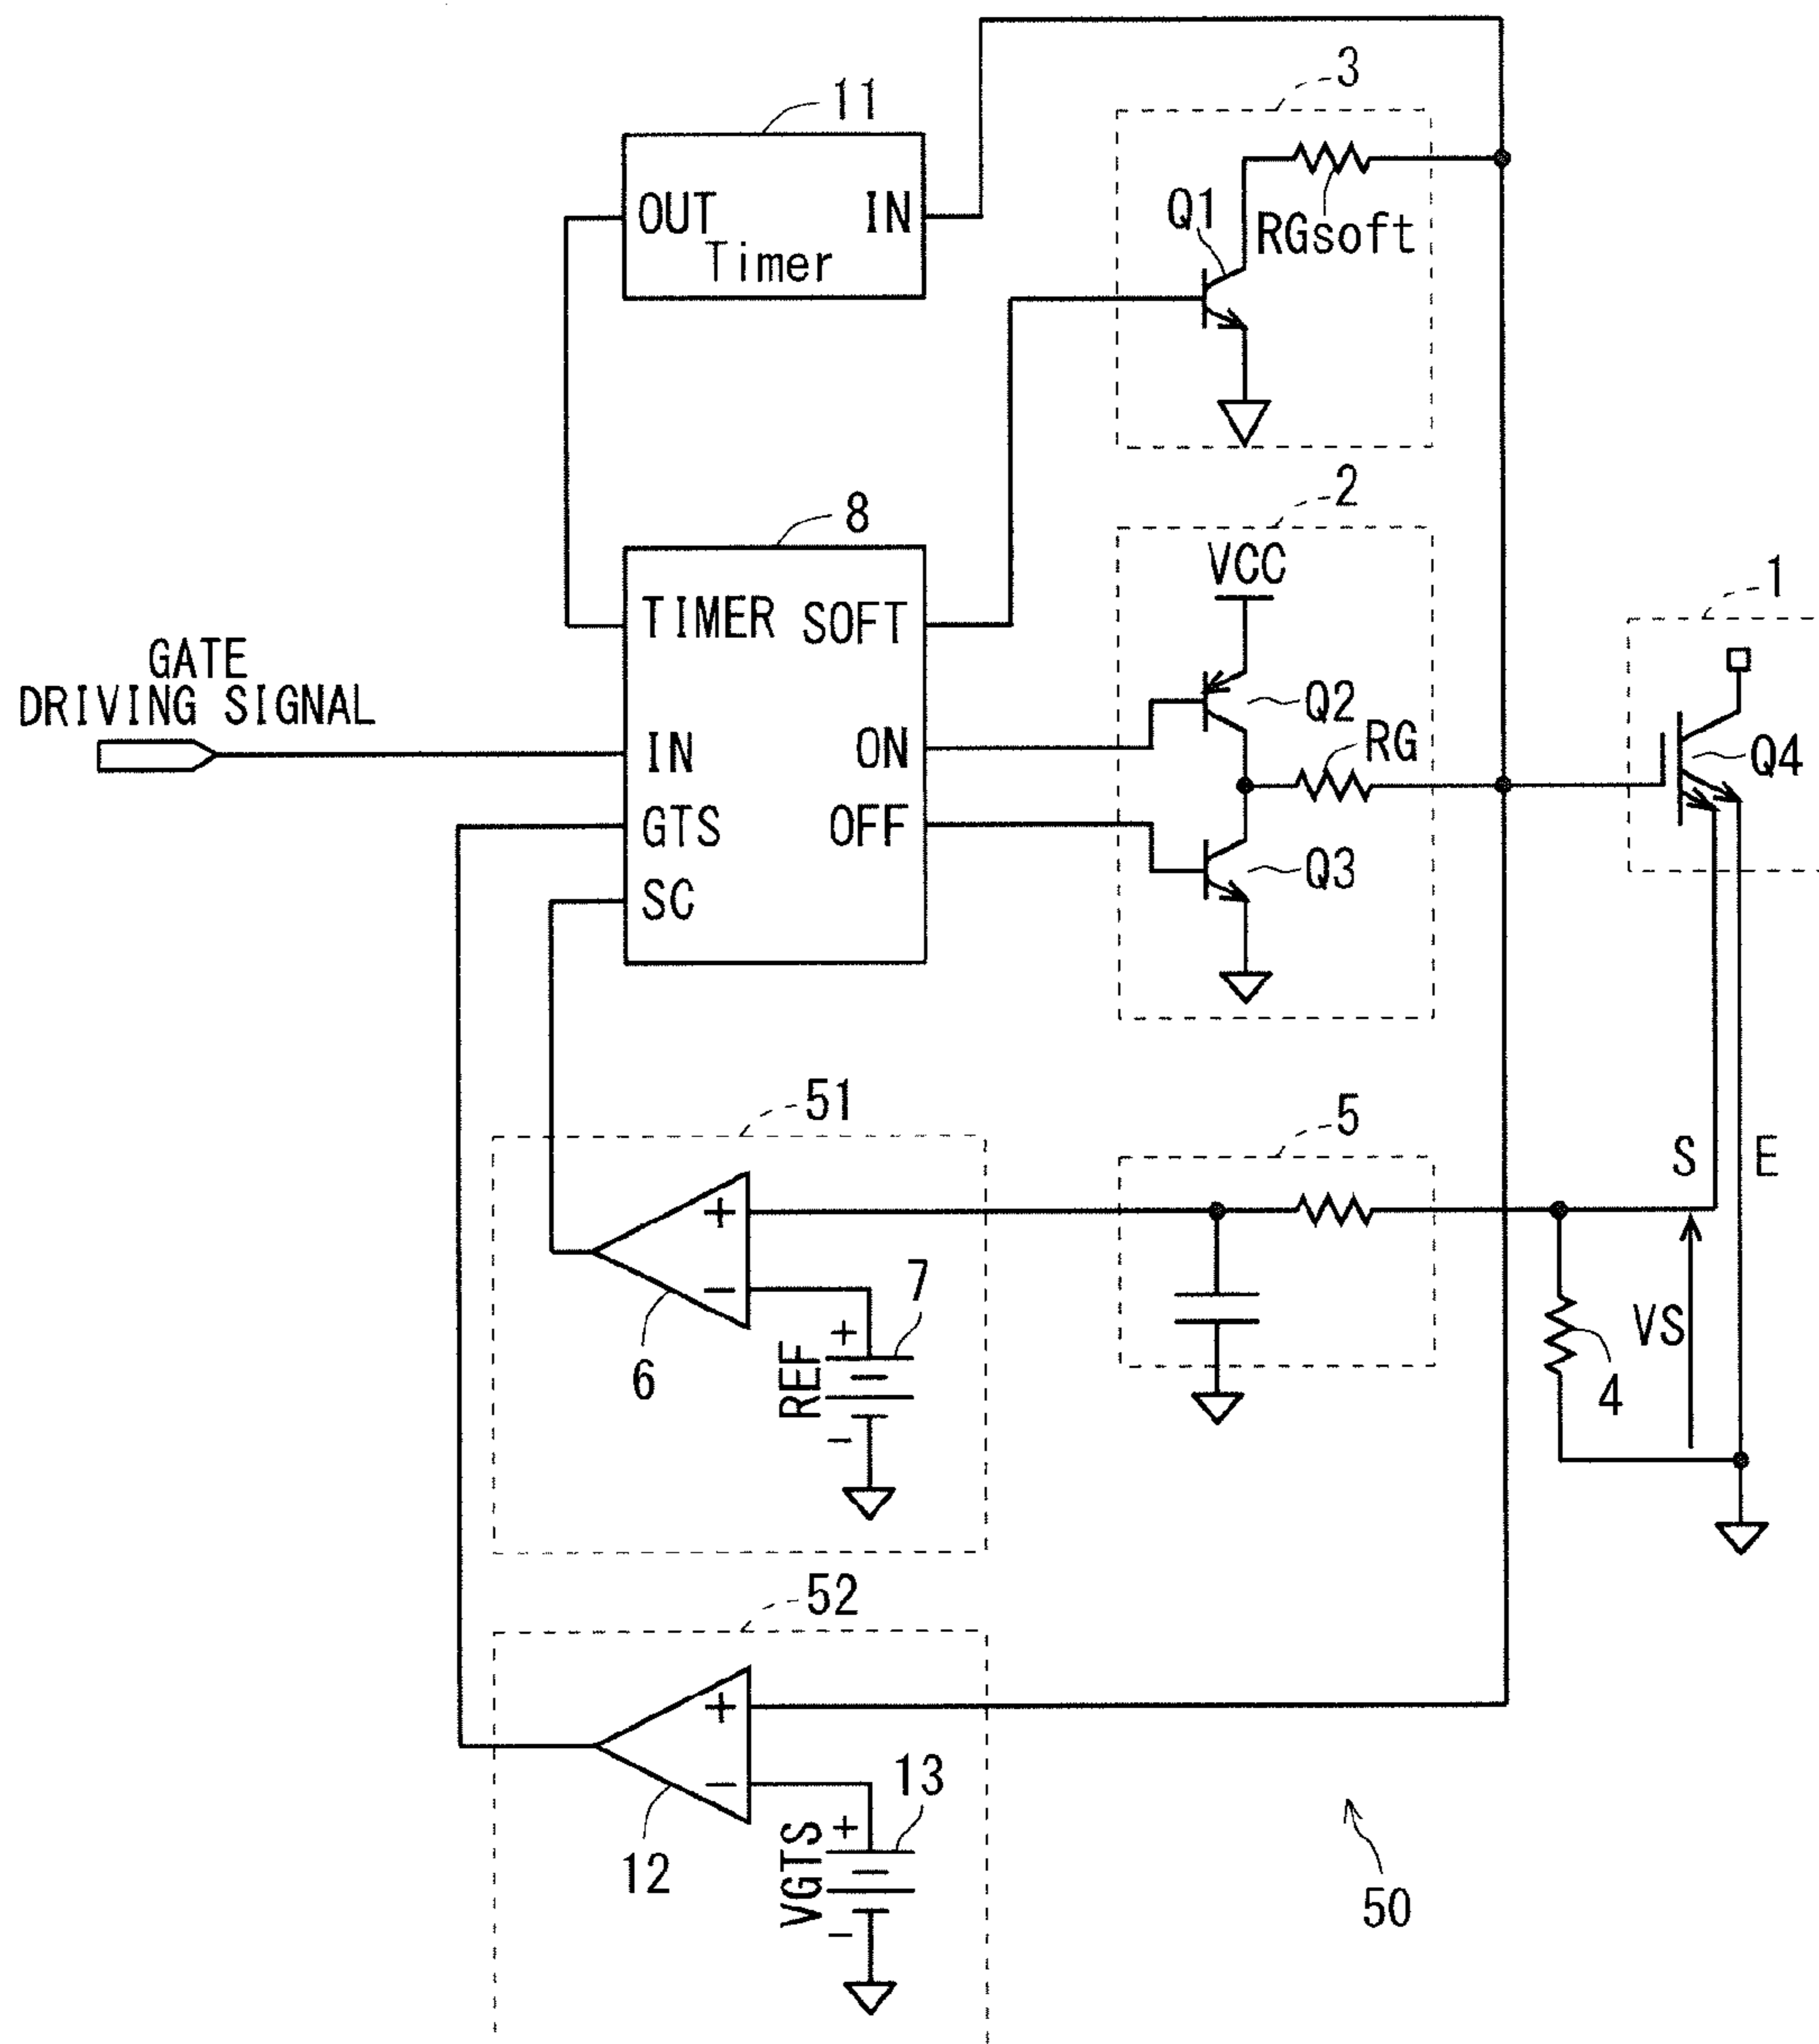 11
3
OUT
IN
Timer
Q1
RGsoft
8
2
VCC
1
TIMER
SOFT
GATE
DRIVING SIGNAL
IN
ON
Q2
RG
Q4
GTS
OFF
Q3
SC
51
5
S
E
+
−
7
6
REF
+
−
VS
4
52
+
−
13
12
VGTS
+
−
50